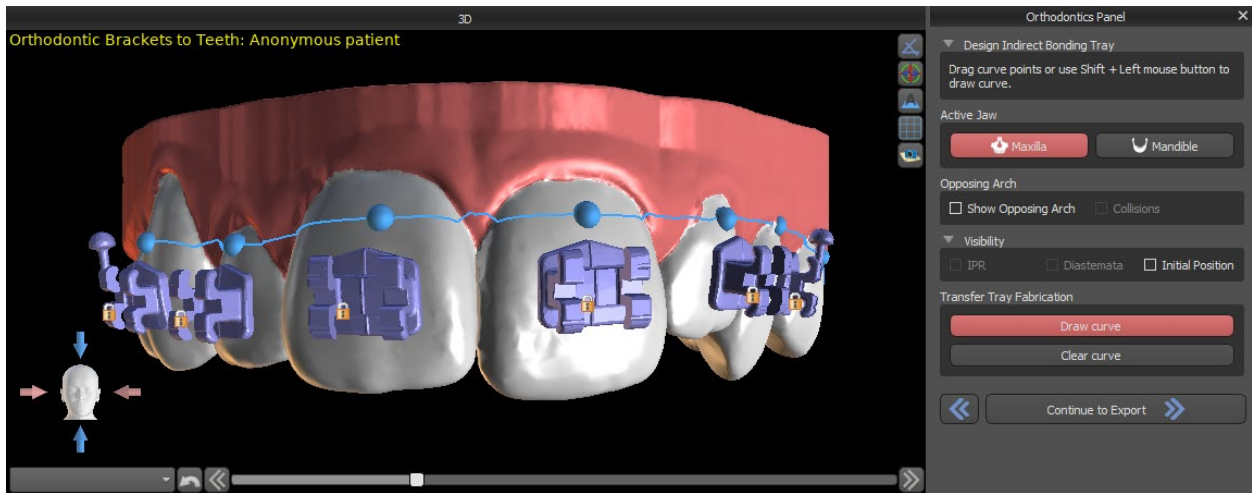 3D
Orthodontic Brackets to Teeth: Anonymous patient
Orthodontics Panel
Design Indirect Bonding Tray
Drag curve points or use Shift + Left mouse button to
draw curve.
Active Jaw
Maxilla
Mandible
Opposing Arch
Show Opposing Arch
Collisions
Visibility
IPR
Diastemata
Initial Position
Transfer Tray Fabrication
Draw curve
Clear curve
Continue to Export